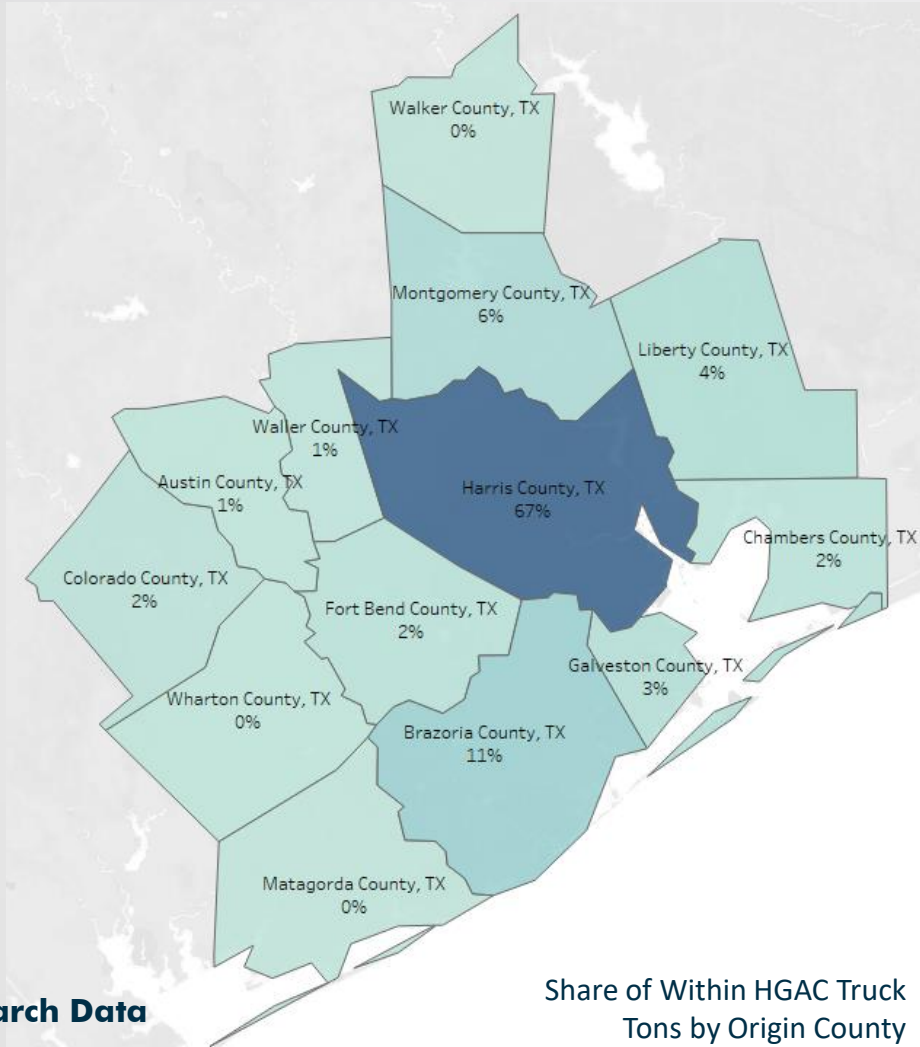 Walker County, TX
0%
Montgomery County, TX
6%
Liberty County, TX
4%
Waller County, TX
1%
Austin County, TX
1%
Harris County, TX
67%
Chambers County, TX
2%
Colorado County, TX
2%
Fort Bend County, TX
2%
Galveston County, TX
3%
Wharton County, TX
0%
Brazoria County, TX
11%
Matagorda County, TX
0%
Share of Within HGAC Truck
Tons by Origin County
Data